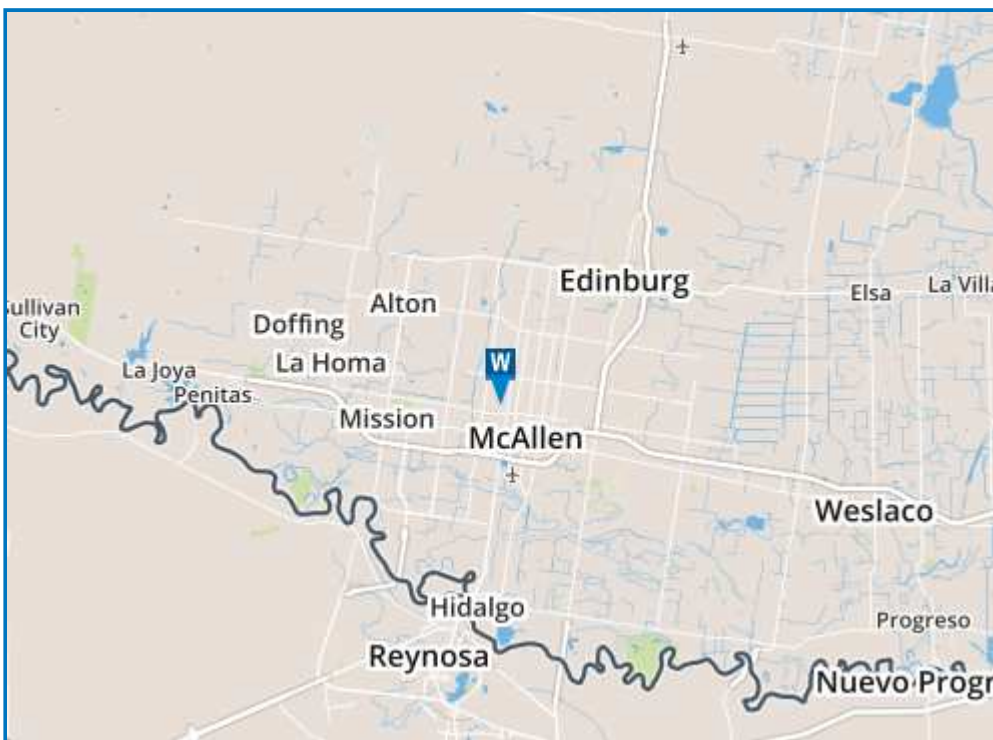 Edinburg
Elsa
La Villa
Alton
Sullivan
City
Doffing
La Homa
W
La Joya
Penitas
Mission
McAllen
Weslaco
Hidalgo
Progreso
Reynosa
Nuevo Progr